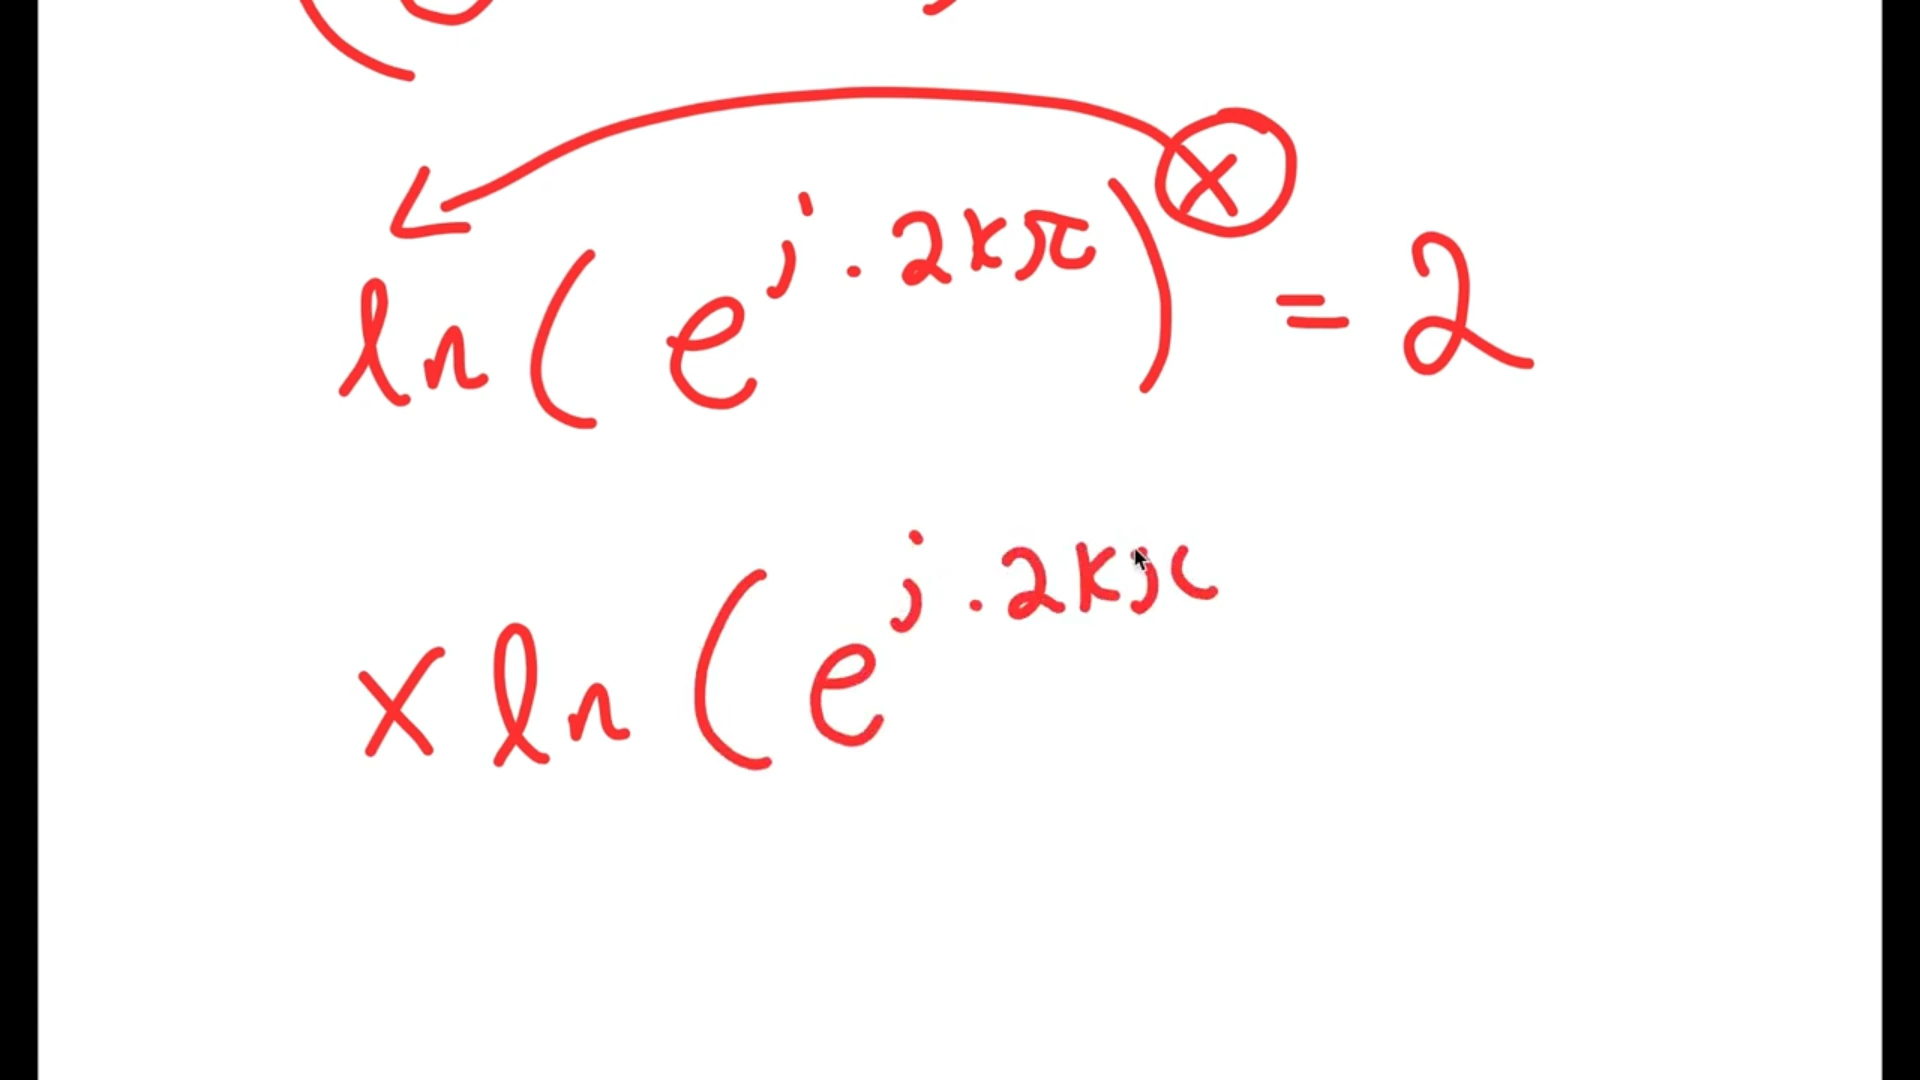 ln(e^{j.2kπ})^x = 2
x ln(e^{j.2kπ